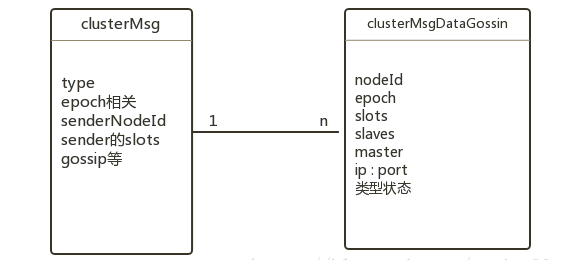 clusterMsg
type
epoch相关
senderNodeId
sender的slots
gossip等
1
n
clusterMsgDataGossin
nodeId
epoch
slots
slaves
master
ip : port
类型状态